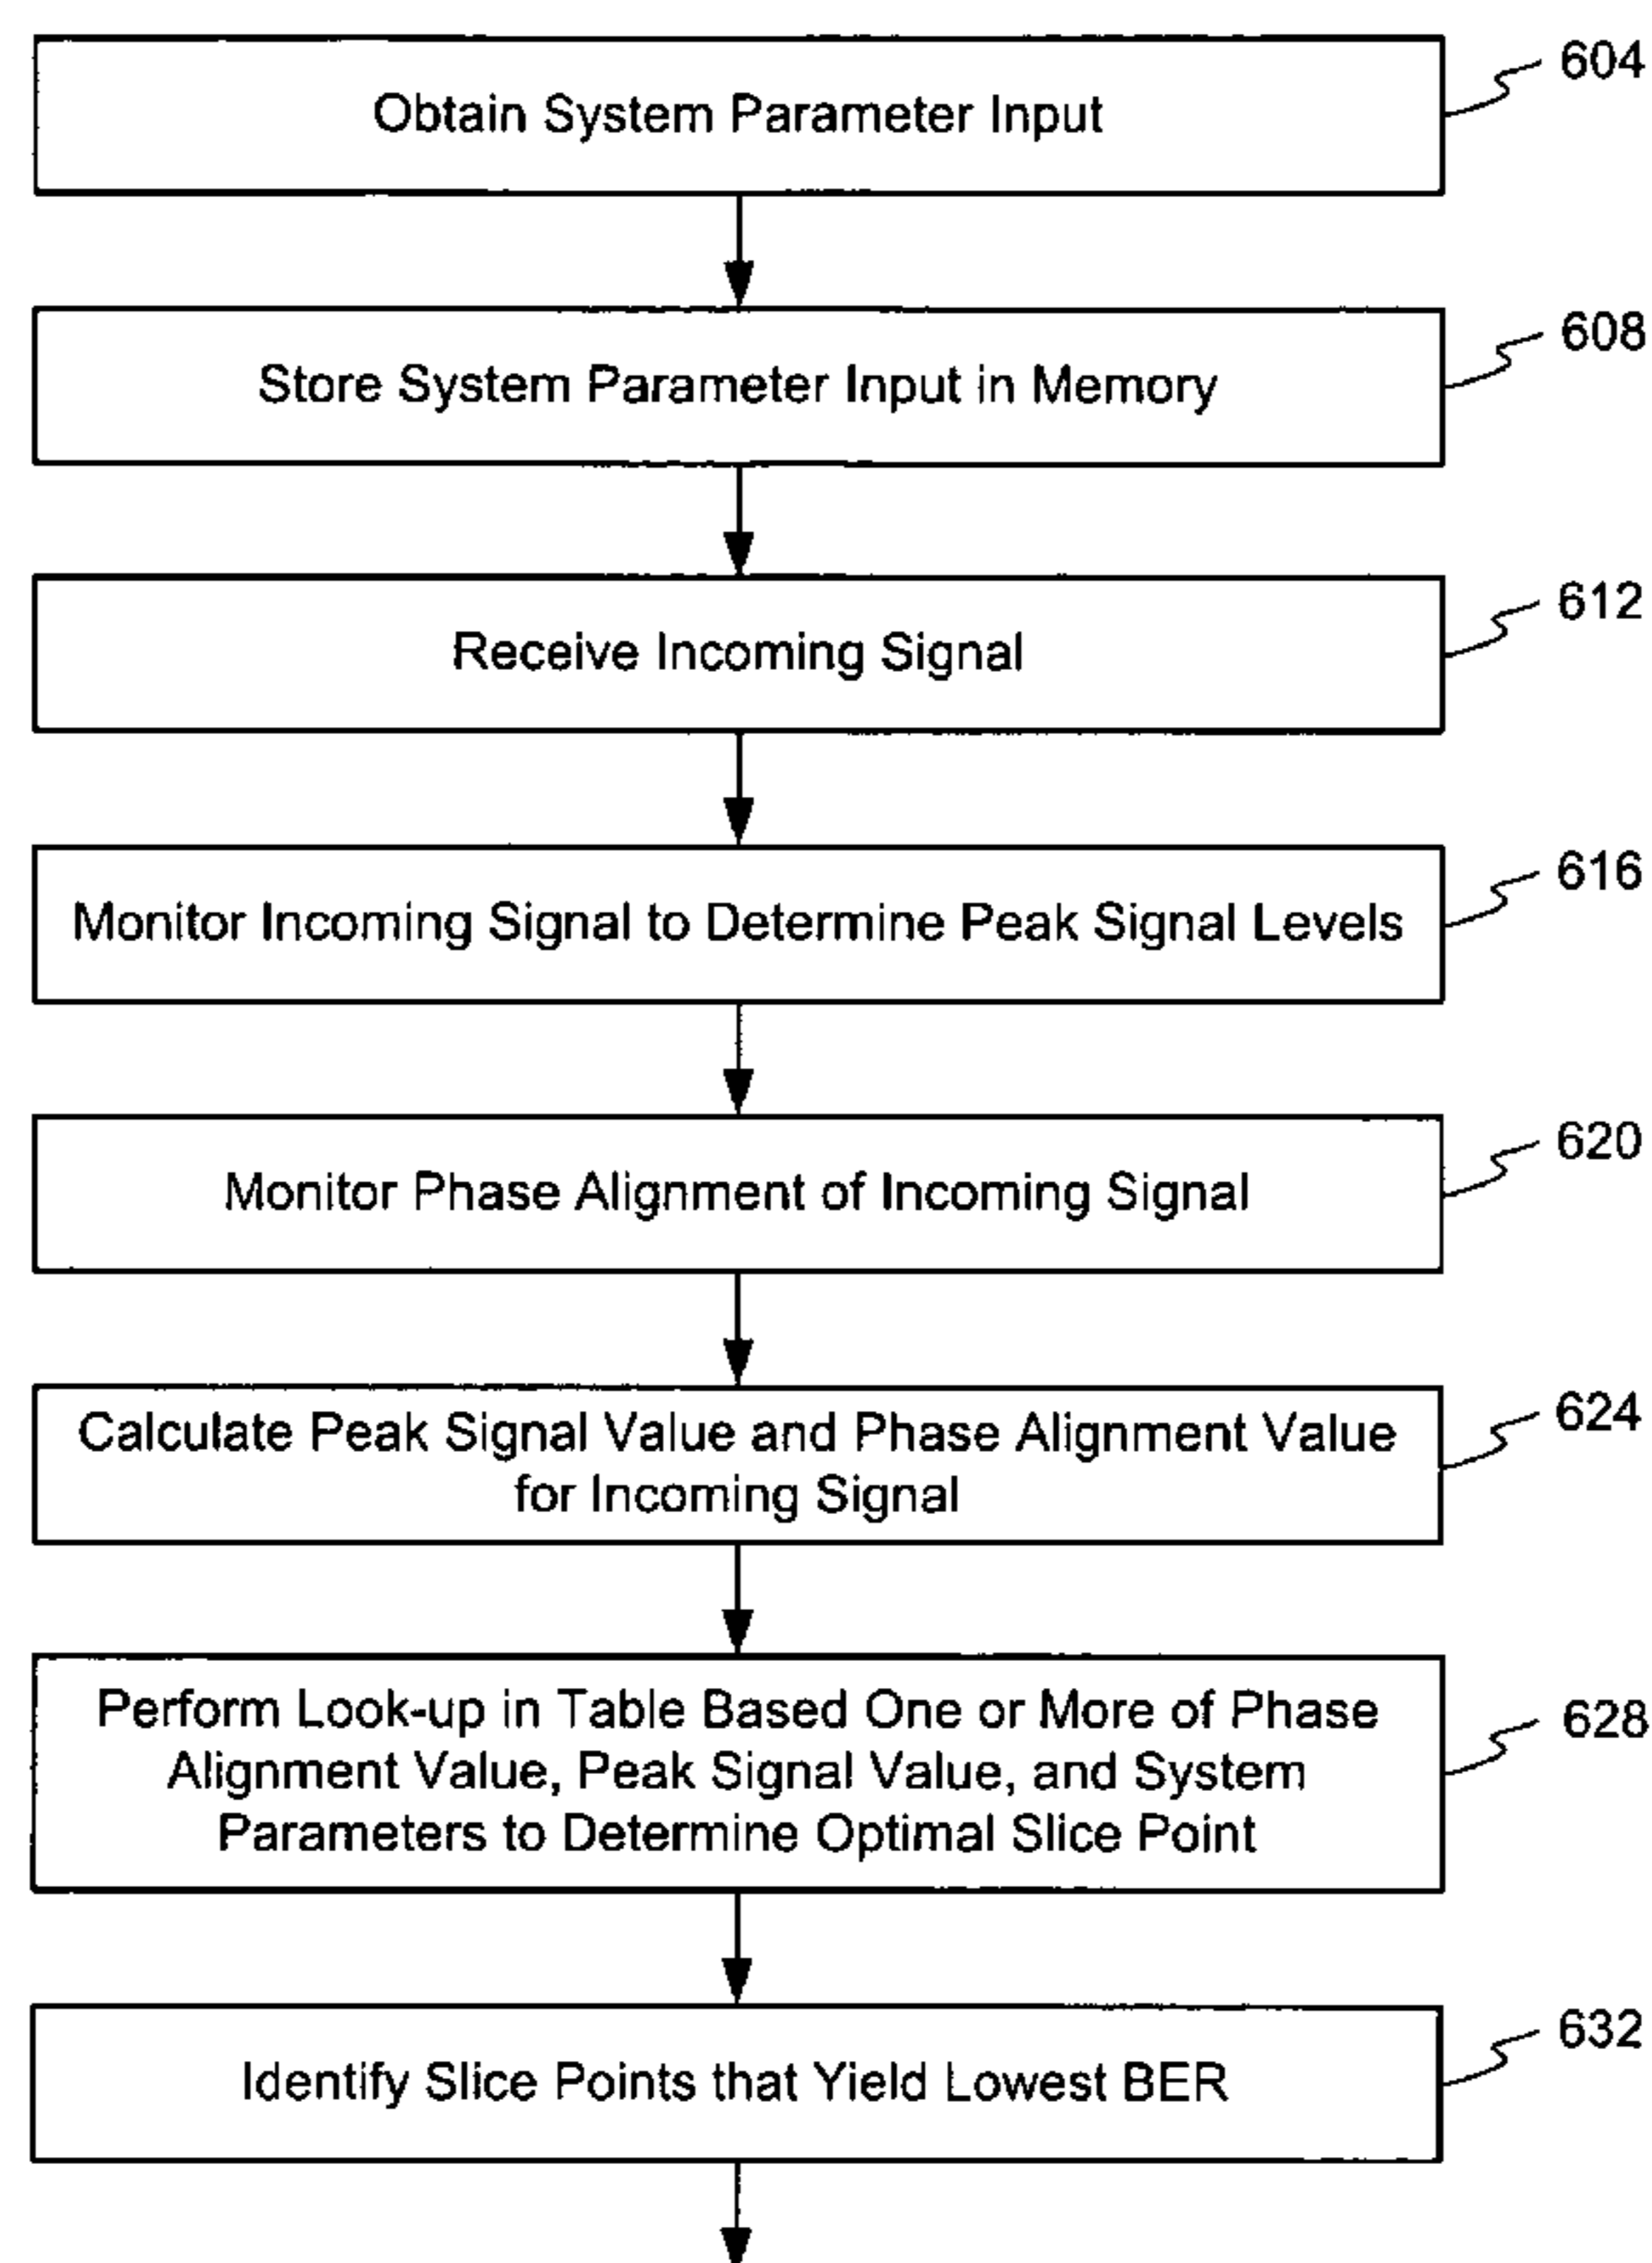 Obtain System Parameter Input
604
Store System Parameter Input in Memory
608
Receive Incoming Signal
612
Monitor Incoming Signal to Determine Peak Signal Levels
616
Monitor Phase Alignment of Incoming Signal
620
Calculate Peak Signal Value and Phase Alignment Value
for Incoming Signal
624
Perform Look-up in Table Based One or More of Phase
Alignment Value, Peak Signal Value, and System
Parameters to Determine Optimal Slice Point
628
Identify Slice Points that Yield Lowest BER
632